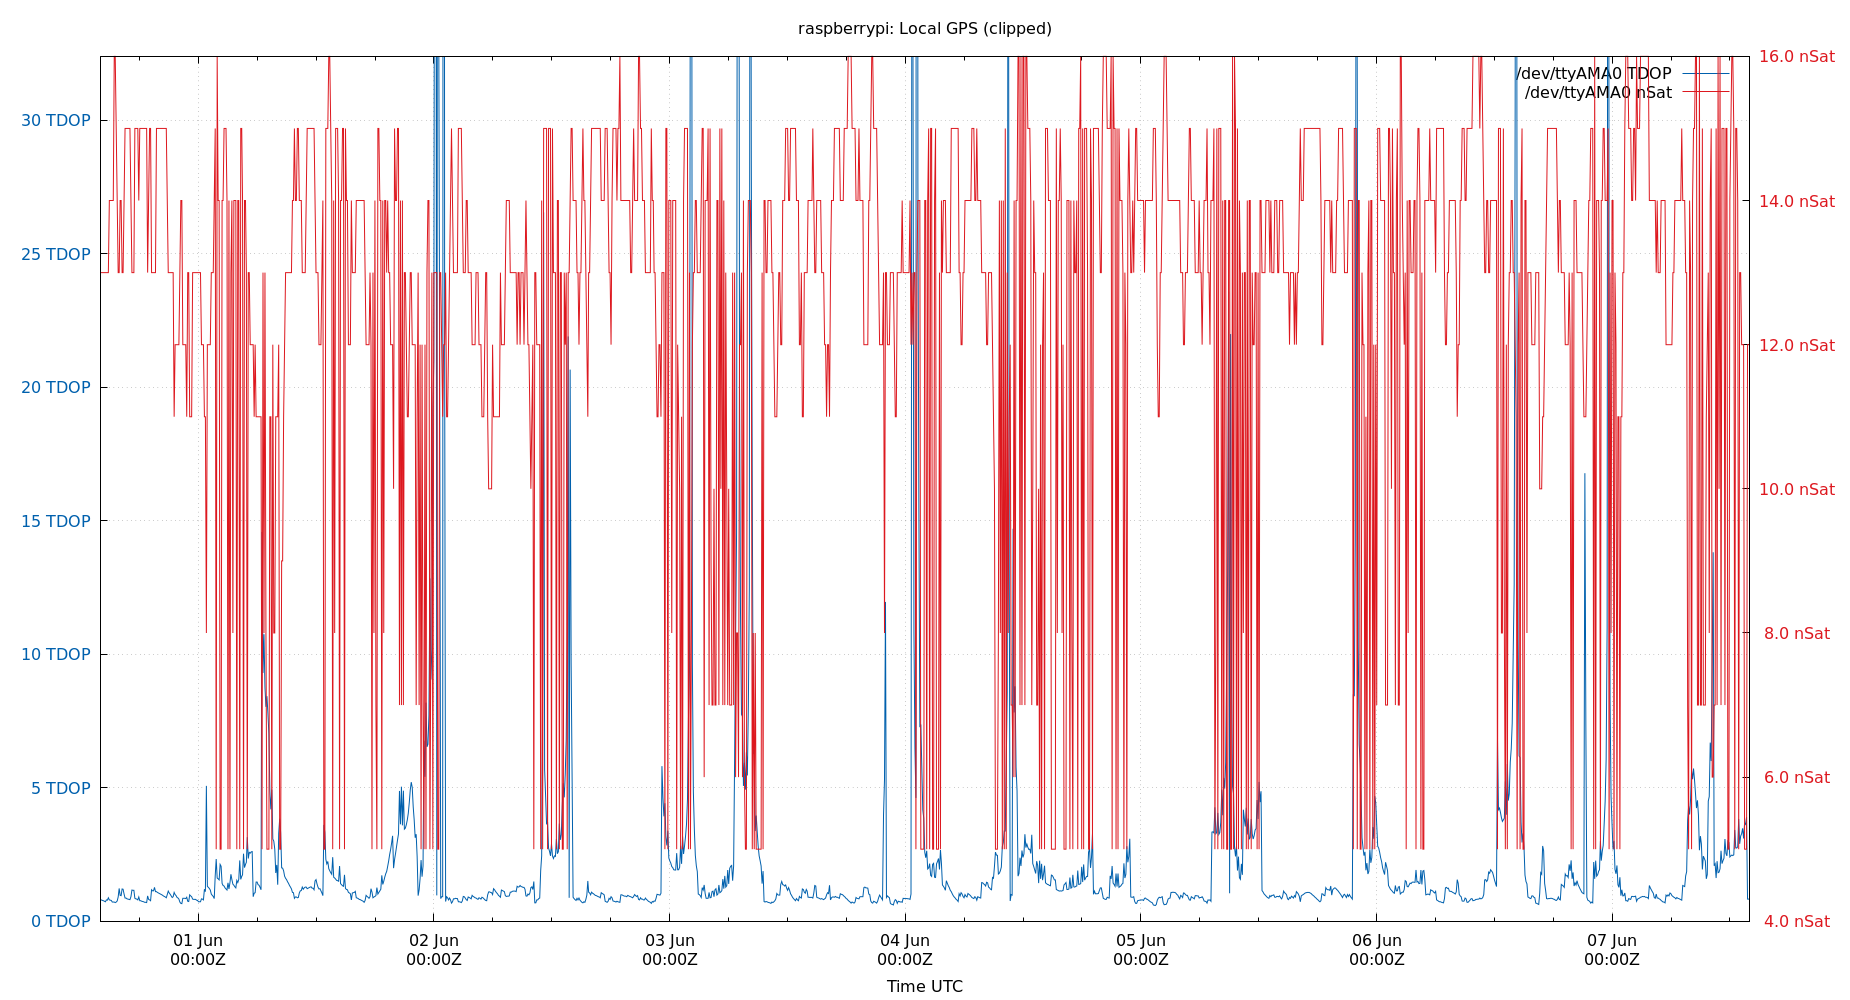 raspberrypi: Local GPS (clipped)
16.0 nSat
/dev/ttyAMA0 TDOP
/dev/ttyAMA0 nSat
30 TDOP
14.0 nSat
25 TDOP
12.0 nSat
20 TDOP
10.0 nSat
15 TDOP
8.0 nSat
10 TDOP
6.0 nSat
5 TDOP
0 TDOP
4.0 nSat
01 Jun 02 Jun 03 Jun 04 Jun 05 Jun 06 Jun 07 Jun
00:00Z 00:00Z 00:00Z 00:00Z 00:00Z 00:00Z 00:00Z
Time UTC